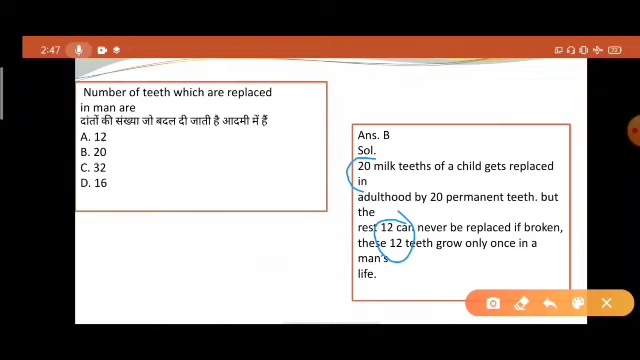 2:47
72
Number of teeth which are replaced
in man are
दांतों की संख्या जो बदल दी जाती है आदमी में हैं
A. 12
B. 20
C. 32
D. 16
Ans. B
Sol.
20 milk teeths of a child gets replaced
in
adulthood by 20 permanent teeth. but
the
rest 12 can never be replaced if broken,
these 12 teeth grow only once in a
man's
life.